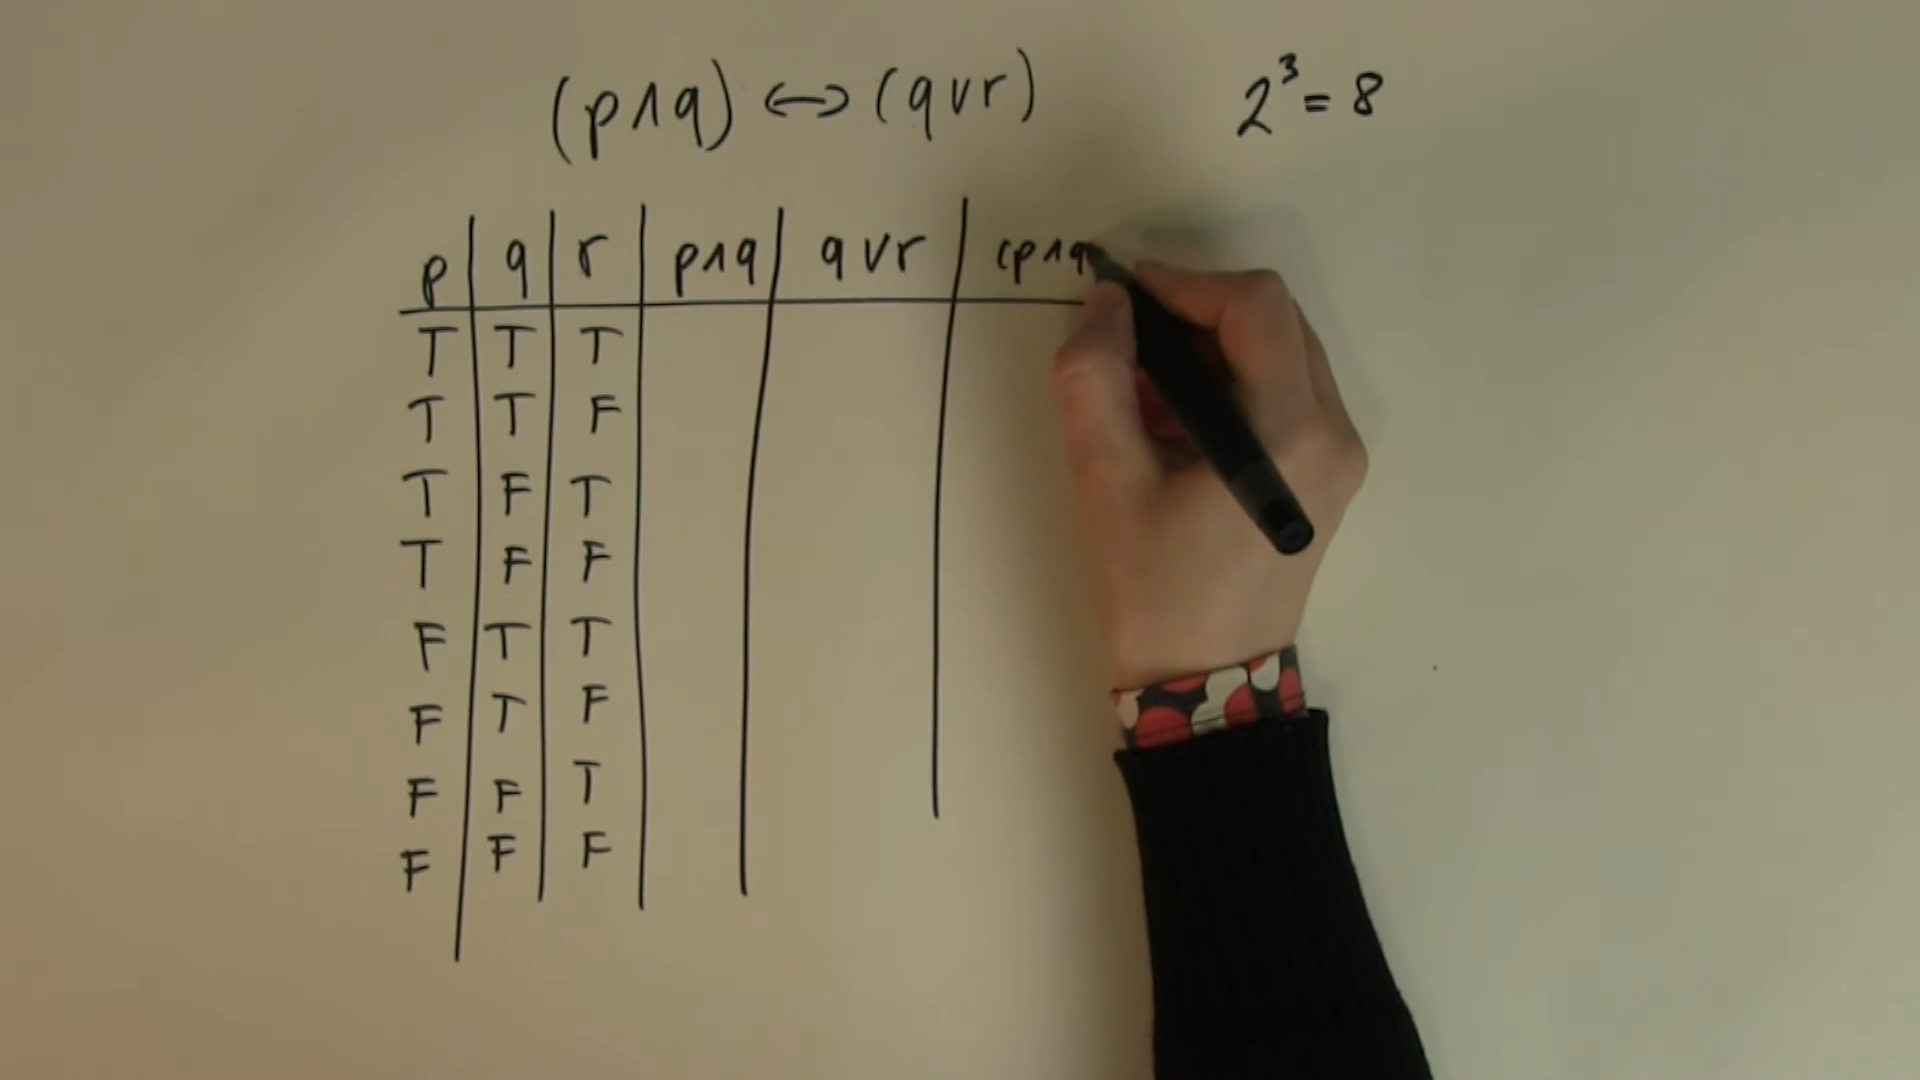 (p∧q) ↔ (q∨r)
2³ = 8
p q r p∧q q∨r (p∧q
T T T
T T F
T F T
T F F
F T T
F T F
F F T
F F F